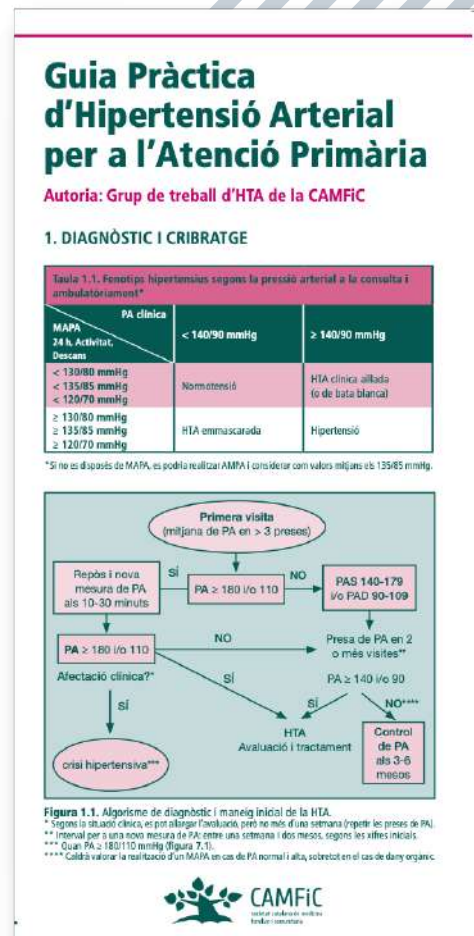 Guia Pràctica
d'Hipertensió Arterial
per a l'Atenció Primària
Autoria: Grup de treball d'HTA de la CAMFiC
1. DIAGNÒSTIC I CRIBRATGE
Taula 1.1. Fenotips hipertensius segons la pressió arterial a la consulta i
ambulatòriament*
PA clínica
MAPA
24 h, Activitat,
Descans
< 140/90 mmHg
≥ 140/90 mmHg
< 130/80 mmHg
< 135/85 mmHg
< 120/70 mmHg
Normotensió
HTA clínica aïllada
(o de bata blanca)
≥ 130/80 mmHg
≥ 135/85 mmHg
≥ 120/70 mmHg
HTA emmascarada
Hipertensió
*Si no es disposés de MAPA, es podria realitzar AMPA i considerar com valors mitjans els 135/85 mmHg.
Primera visita
(mitjana de PA en > 3 preses)
Repòs i nova
mesura de PA
als 10-30 minuts
SÍ
PA ≥ 180 i/o 110
NO
PAS 140-179
i/o PAD 90-109
PA ≥ 180 i/o 110
NO
Presa de PA en 2
o més visites**
Afectació clínica?*
SÍ
PA ≥ 140 i/o 90
SÍ
SÍ
NO****
crisi hipertensiva***
HTA
Avaluació i tractament
Control
de PA
als 3-6
mesos
Figura 1.1. Algorisme de diagnòstic i maneig inicial de la HTA.
* Segons la situació clínica, es pot allargar l'avaluació, però no més d'una setmana (repetir les preses de PA).
** Interval per a una nova mesura de PA: entre una setmana i dos mesos, segons les xifres inicials.
*** Quan PA ≥ 180/110 mmHg (figura 7.1).
**** Caldrà valorar la realització d'un MAPA en cas de PA normal i alta, sobretot en el cas de dany orgànic.
CAMFiC
societat catalana de medicina
familiar i comunitària